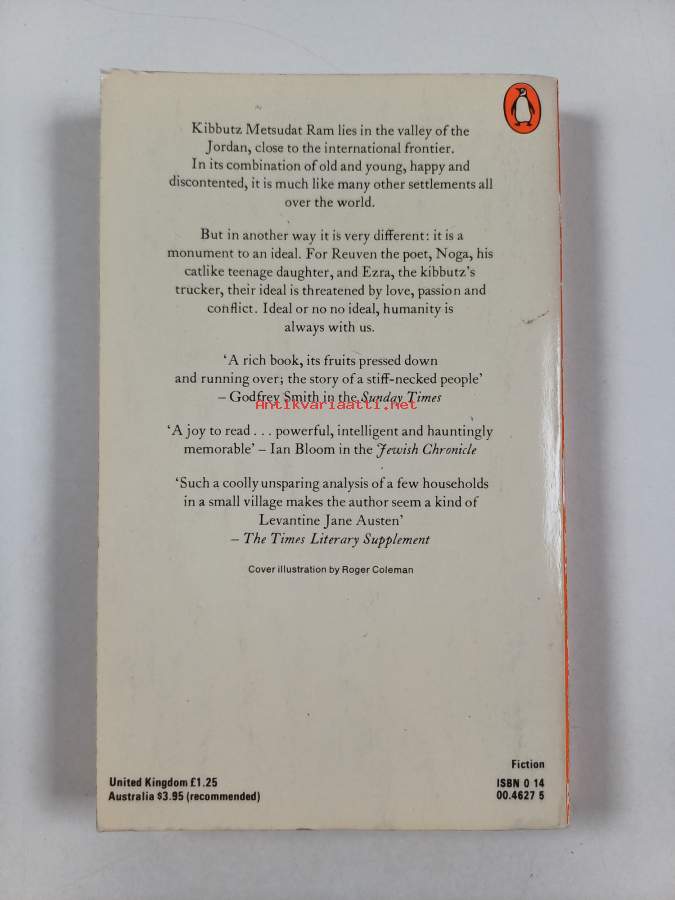 Kibbutz Metsudat Ram lies in the valley of the
Jordan, close to the international frontier.
In its combination of old and young, happy and
discontented, it is much like many other settlements all
over the world.
But in another way it is very different: it is a
monument to an ideal. For Reuven the poet, Noga, his
catlike teenage daughter, and Ezra, the kibbutz's
trucker, their ideal is threatened by love, passion and
conflict. Ideal or no no ideal, humanity is
always with us.
'A rich book, its fruits pressed down
and running over; the story of a stiff-necked people'
– Godfrey Smith in the Sunday Times
Antikvariaatti.net
'A joy to read . . . powerful, intelligent and hauntingly
memorable' – Ian Bloom in the Jewish Chronicle
'Such a coolly unsparing analysis of a few households
in a small village makes the author seem a kind of
Levantine Jane Austen'
– The Times Literary Supplement
Cover illustration by Roger Coleman
Fiction
United Kingdom £1.25
Australia $3.95 (recommended)
ISBN 0 14
00.4627 5